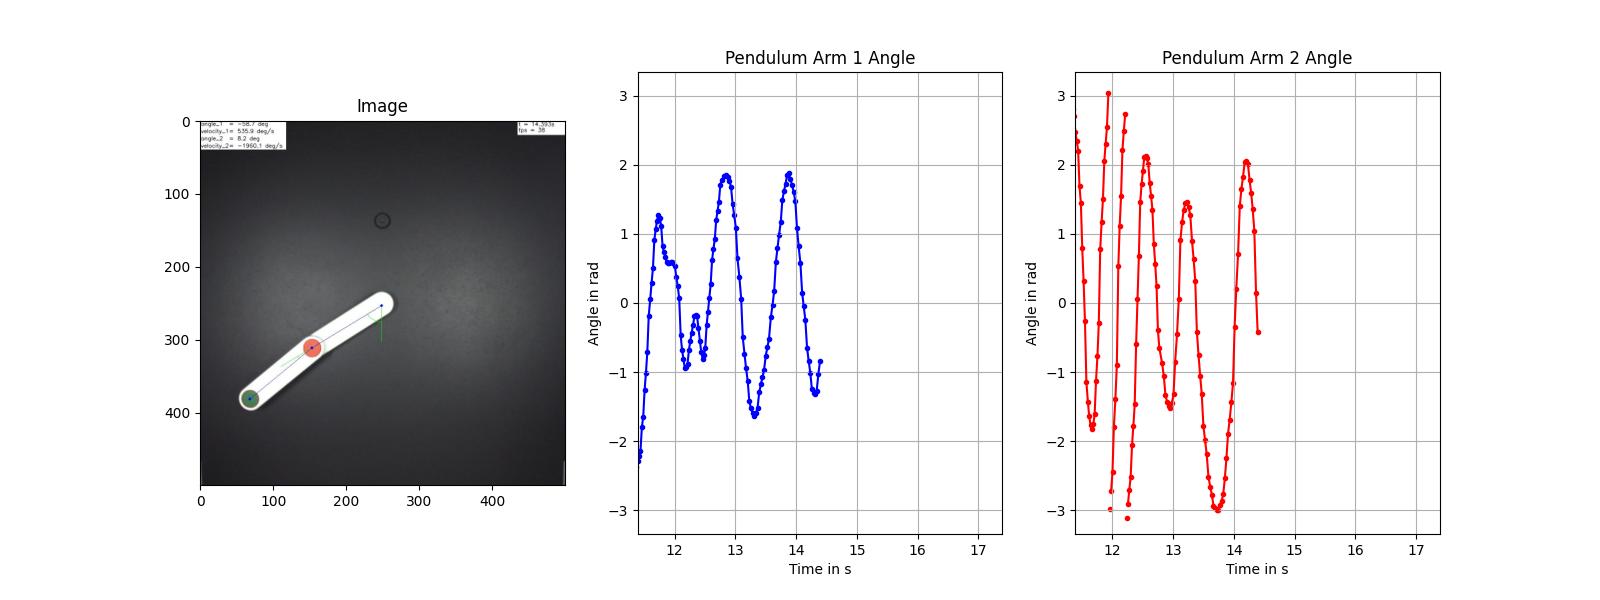 Image
angle_1 = -58.7 deg
velocity_1= 535.9 deg/s
angle_2 = 8.2 deg
velocity_2= -1960.1 deg/s
t = 14.393s
fps = 38
0
100
200
300
400
0 100 200 300 400
Pendulum Arm 1 Angle
Angle in rad
3
2
1
0
−1
−2
−3
12 13 14 15 16 17
Time in s
Pendulum Arm 2 Angle
Angle in rad
3
2
1
0
−1
−2
−3
12 13 14 15 16 17
Time in s